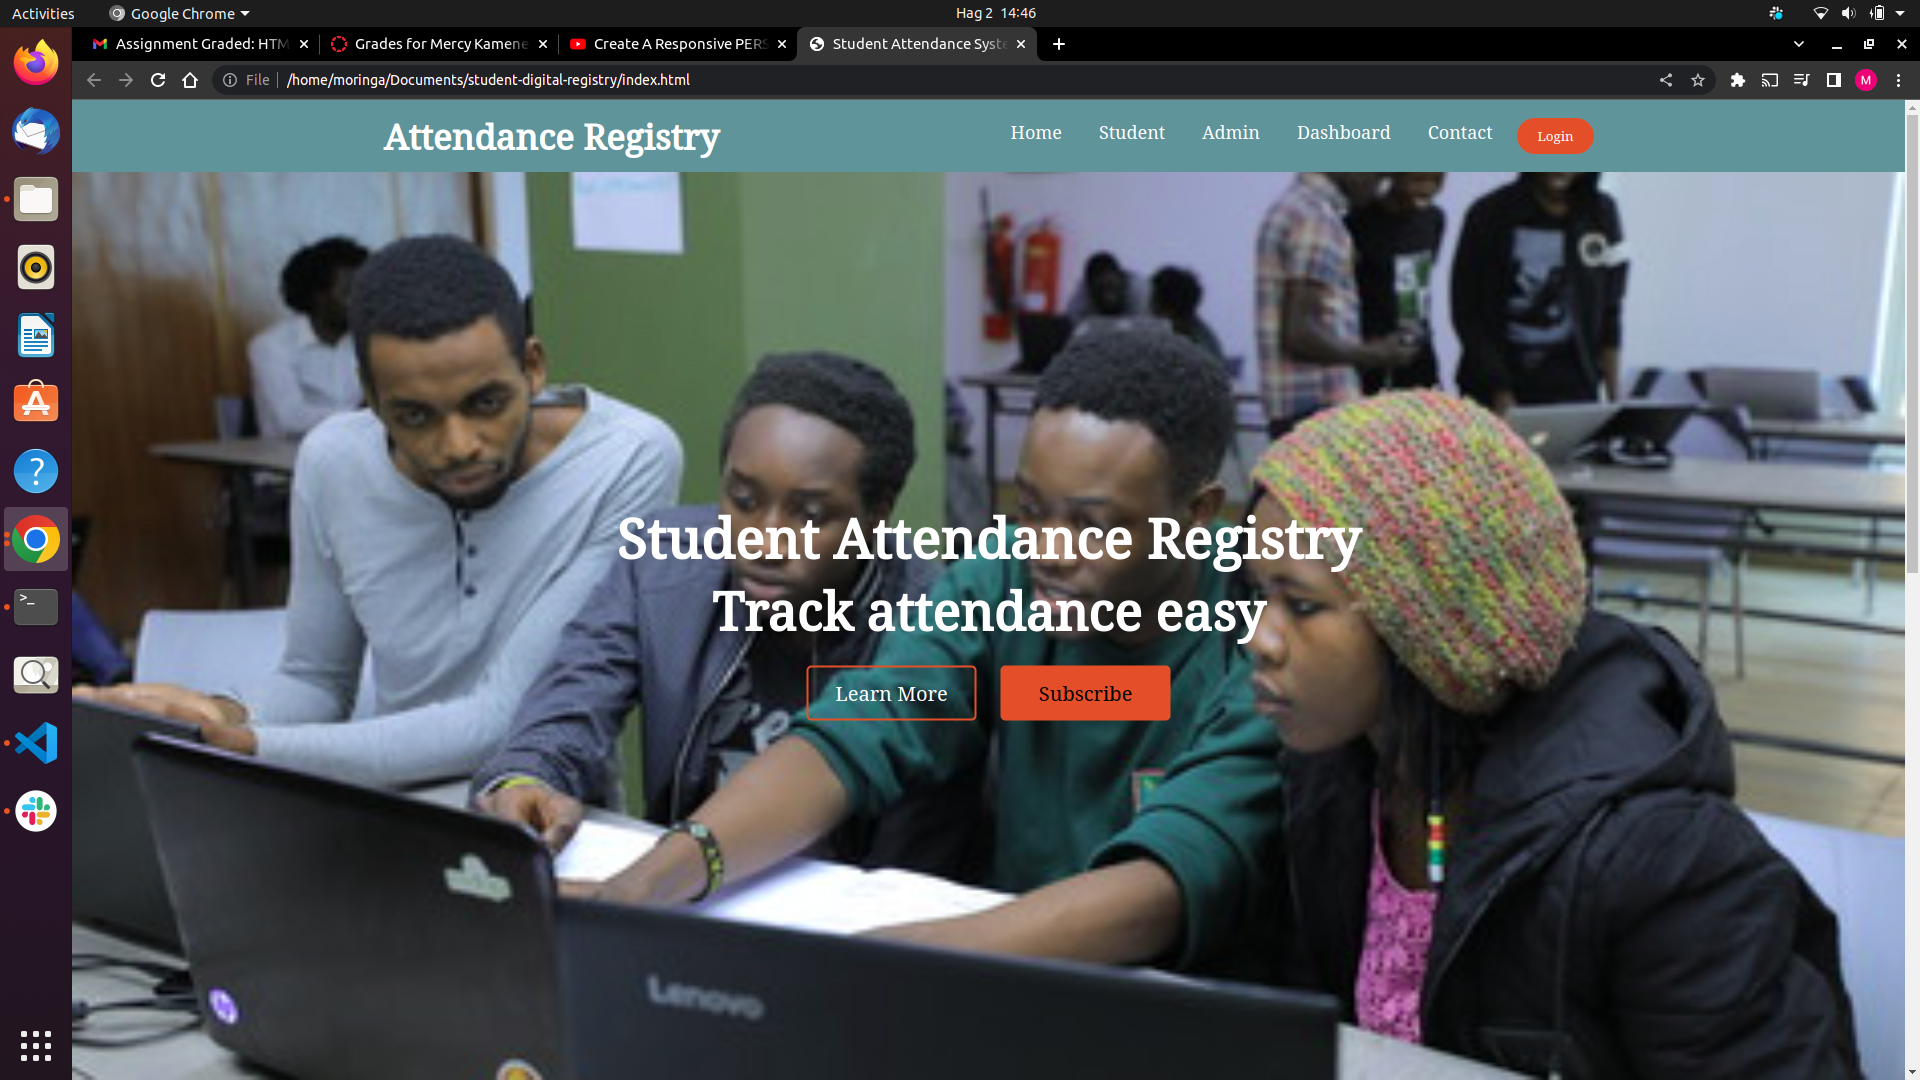 Activities
Google Chrome
Hag 2 14:46
Assignment Graded: HTM
Grades for Mercy Kamene
Create A Responsive PERS
Student Attendance Syste
File
/home/moringa/Documents/student-digital-registry/index.html
M
Attendance Registry
Home
Student
Admin
Dashboard
Contact
Login
Student Attendance Registry
Track attendance easy
Learn More
Subscribe
Lenovo